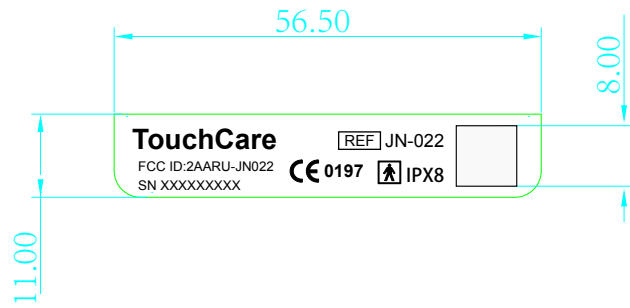 56.50
8.00
11.00
TouchCare
REF JN-022
FCC ID:2AARU-JN022
SN XXXXXXXXX
CE 0197
IPX8